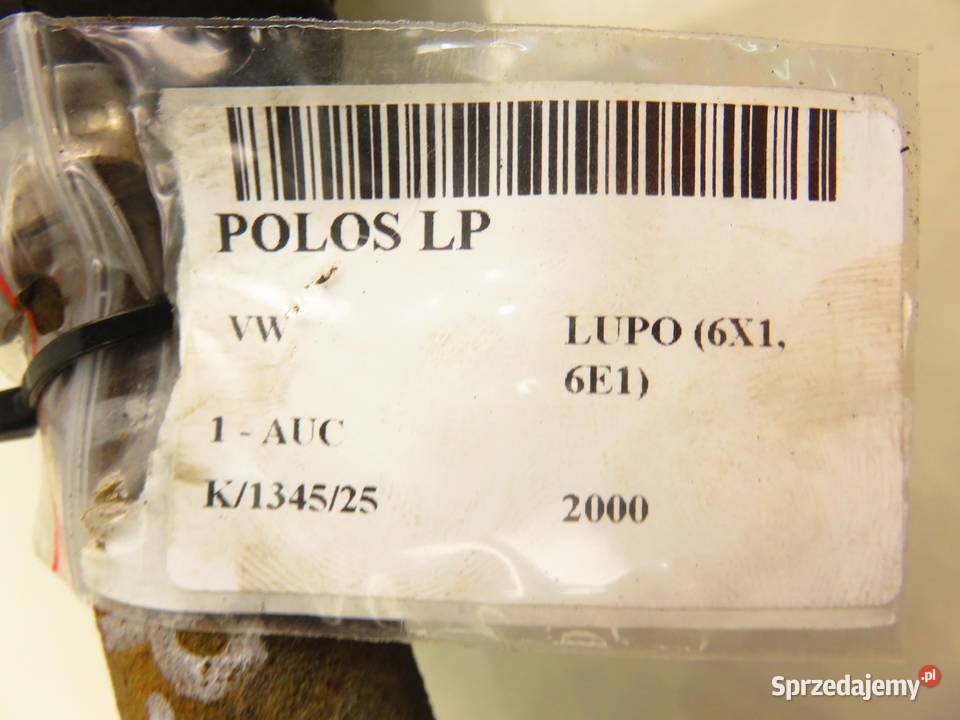 POLOS LP
VW
LUPO (6X1,
6E1)
1 - AUC
K/1345/25
2000
Sprzedajemy.pl